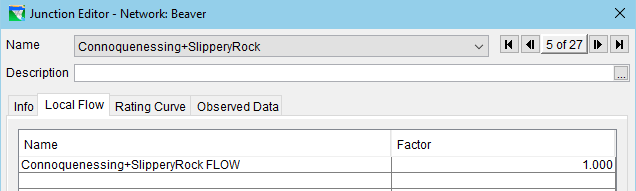 Junction Editor - Network: Beaver
Name Connoquenessing+SlipperyRock 5 of 27
Description ...
Info Local Flow Rating Curve Observed Data
Name Factor
Connoquenessing+SlipperyRock FLOW 1.000